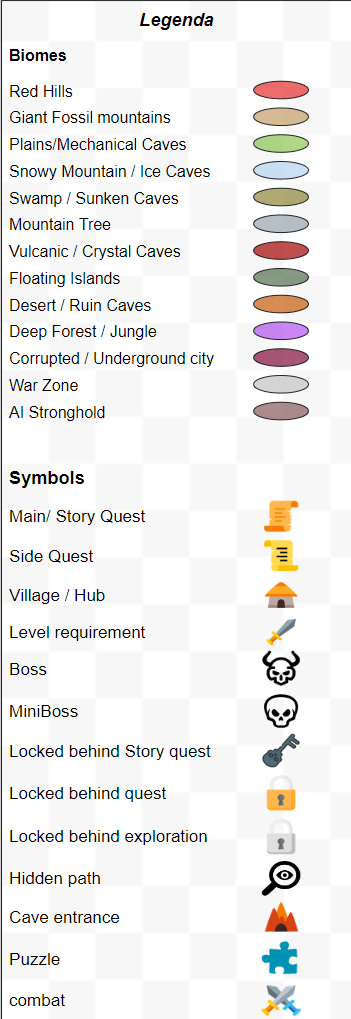 Legenda
Biomes
Red Hills
Giant Fossil mountains
Plains/Mechanical Caves
Snowy Mountain / Ice Caves
Swamp / Sunken Caves
Mountain Tree
Vulcanic / Crystal Caves
Floating Islands
Desert / Ruin Caves
Deep Forest / Jungle
Corrupted / Underground city
War Zone
AI Stronghold
Symbols
Main/ Story Quest
Side Quest
Village / Hub
Level requirement
Boss
MiniBoss
Locked behind Story quest
Locked behind quest
Locked behind exploration
Hidden path
Cave entrance
Puzzle
combat